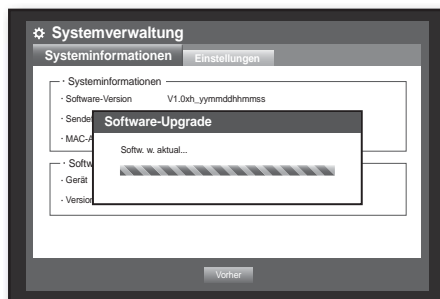 Systemverwaltung
Systeminformationen
Einstellungen
· Systeminformationen
· Software-Version V1.0xh_yymmddhhmmss
Software-Upgrade
Softw. w. aktual...
· Gerät
Vorher